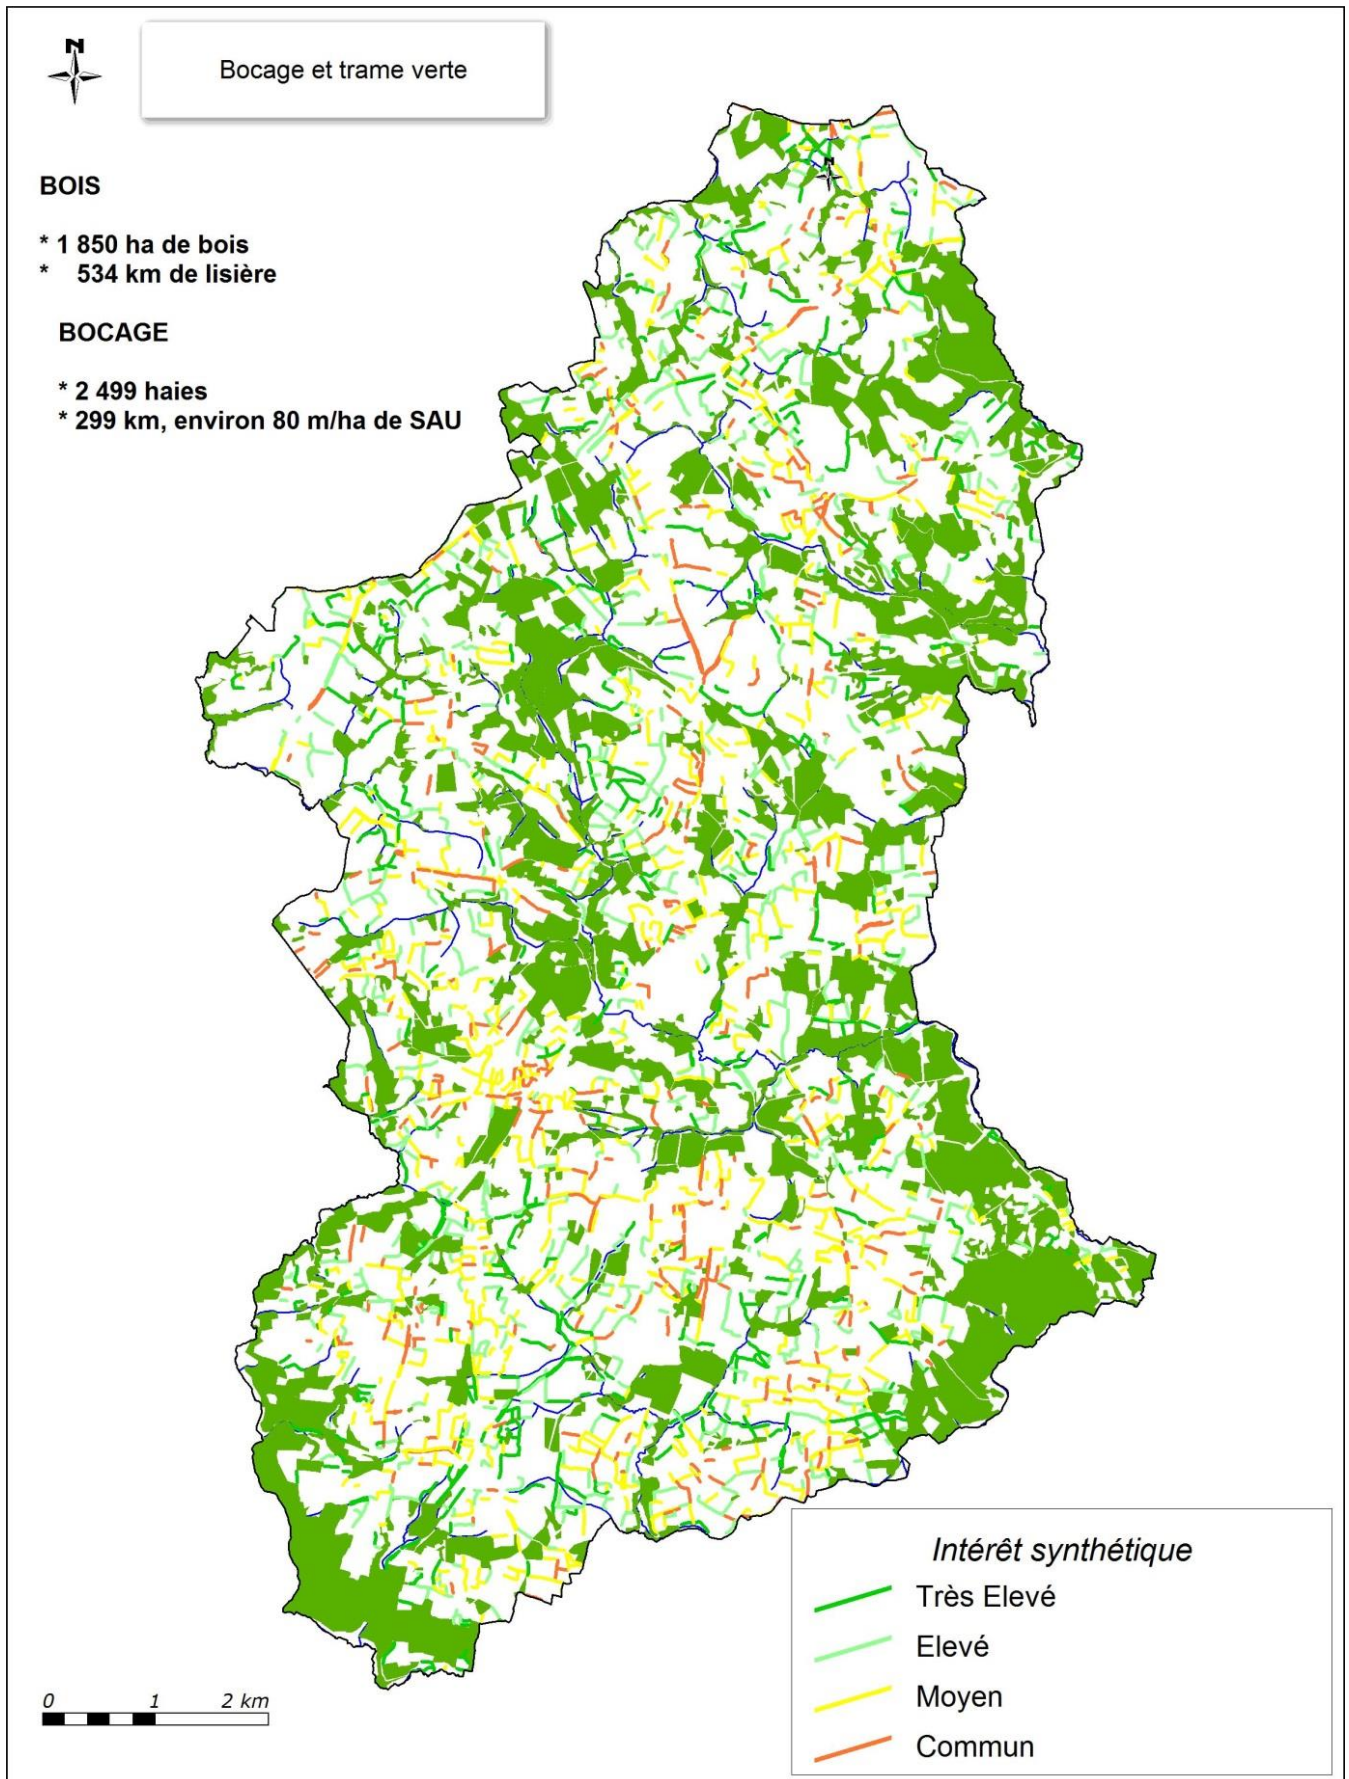 N
Bocage et trame verte
BOIS
* 1 850 ha de bois
* 534 km de lisière
BOCAGE
* 2 499 haies
* 299 km, environ 80 m/ha de SAU
N
Intérêt synthétique
Très Elevé
Elevé
Moyen
Commun
0 1 2 km